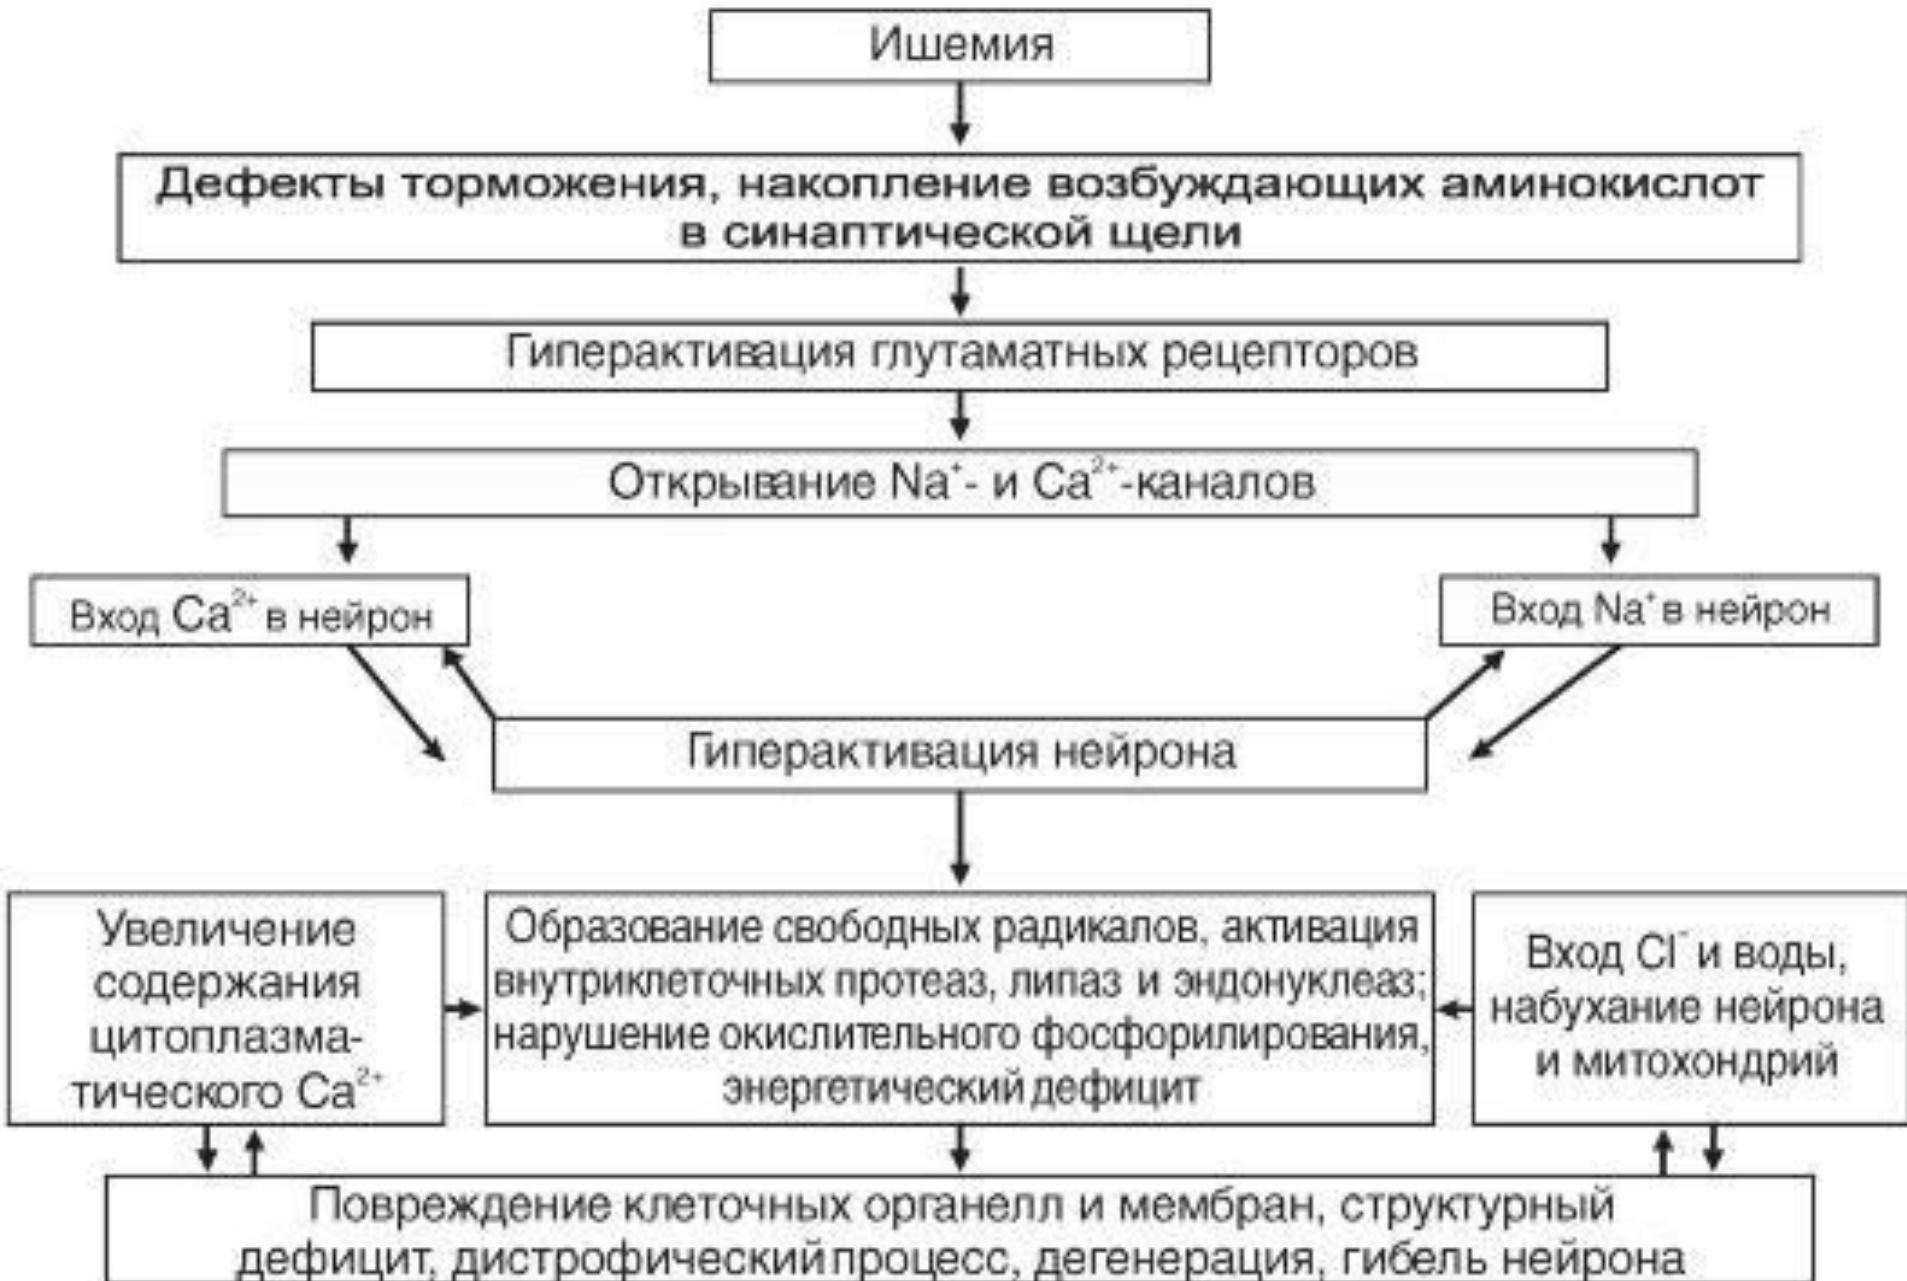 Ишемия
Дефекты торможения, накопление возбуждающих аминокислот
в синаптической щели
Гиперактивация глутаматных рецепторов
Открывание Na⁺- и Ca²⁺-каналов
Вход Ca²⁺ в нейрон
Вход Na⁺ в нейрон
Гиперактивация нейрона
Увеличение
содержания
цитоплазма-
тического Ca²⁺
Образование свободных радикалов, активация
внутриклеточных протеаз, липаз и эндонуклеаз;
нарушение окислительного фосфорилирования,
энергетический дефицит
Вход Cl⁻ и воды,
набухание нейрона
и митохондрий
Повреждение клеточных органелл и мембран, структурный
дефицит, дистрофический процесс, дегенерация, гибель нейрона